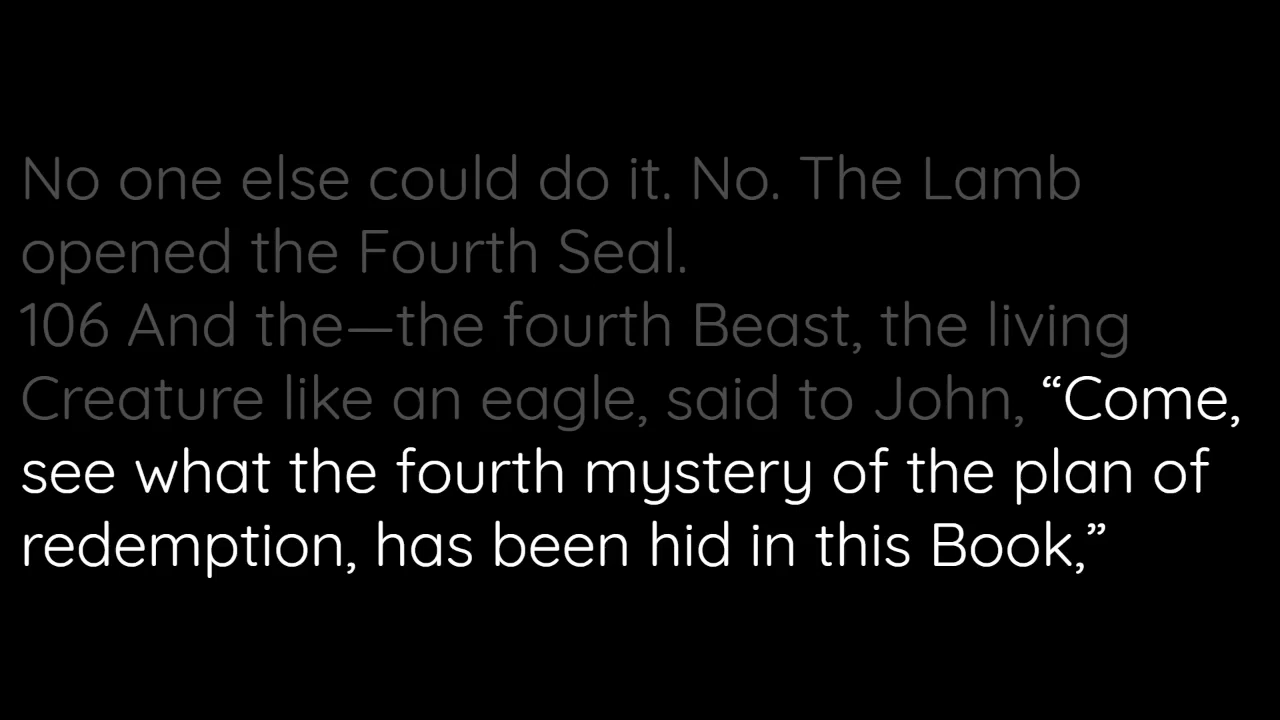 No one else could do it. No. The Lamb
opened the Fourth Seal.
106 And the—the fourth Beast, the living
Creature like an eagle, said to John, “Come,
see what the fourth mystery of the plan of
redemption, has been hid in this Book,”